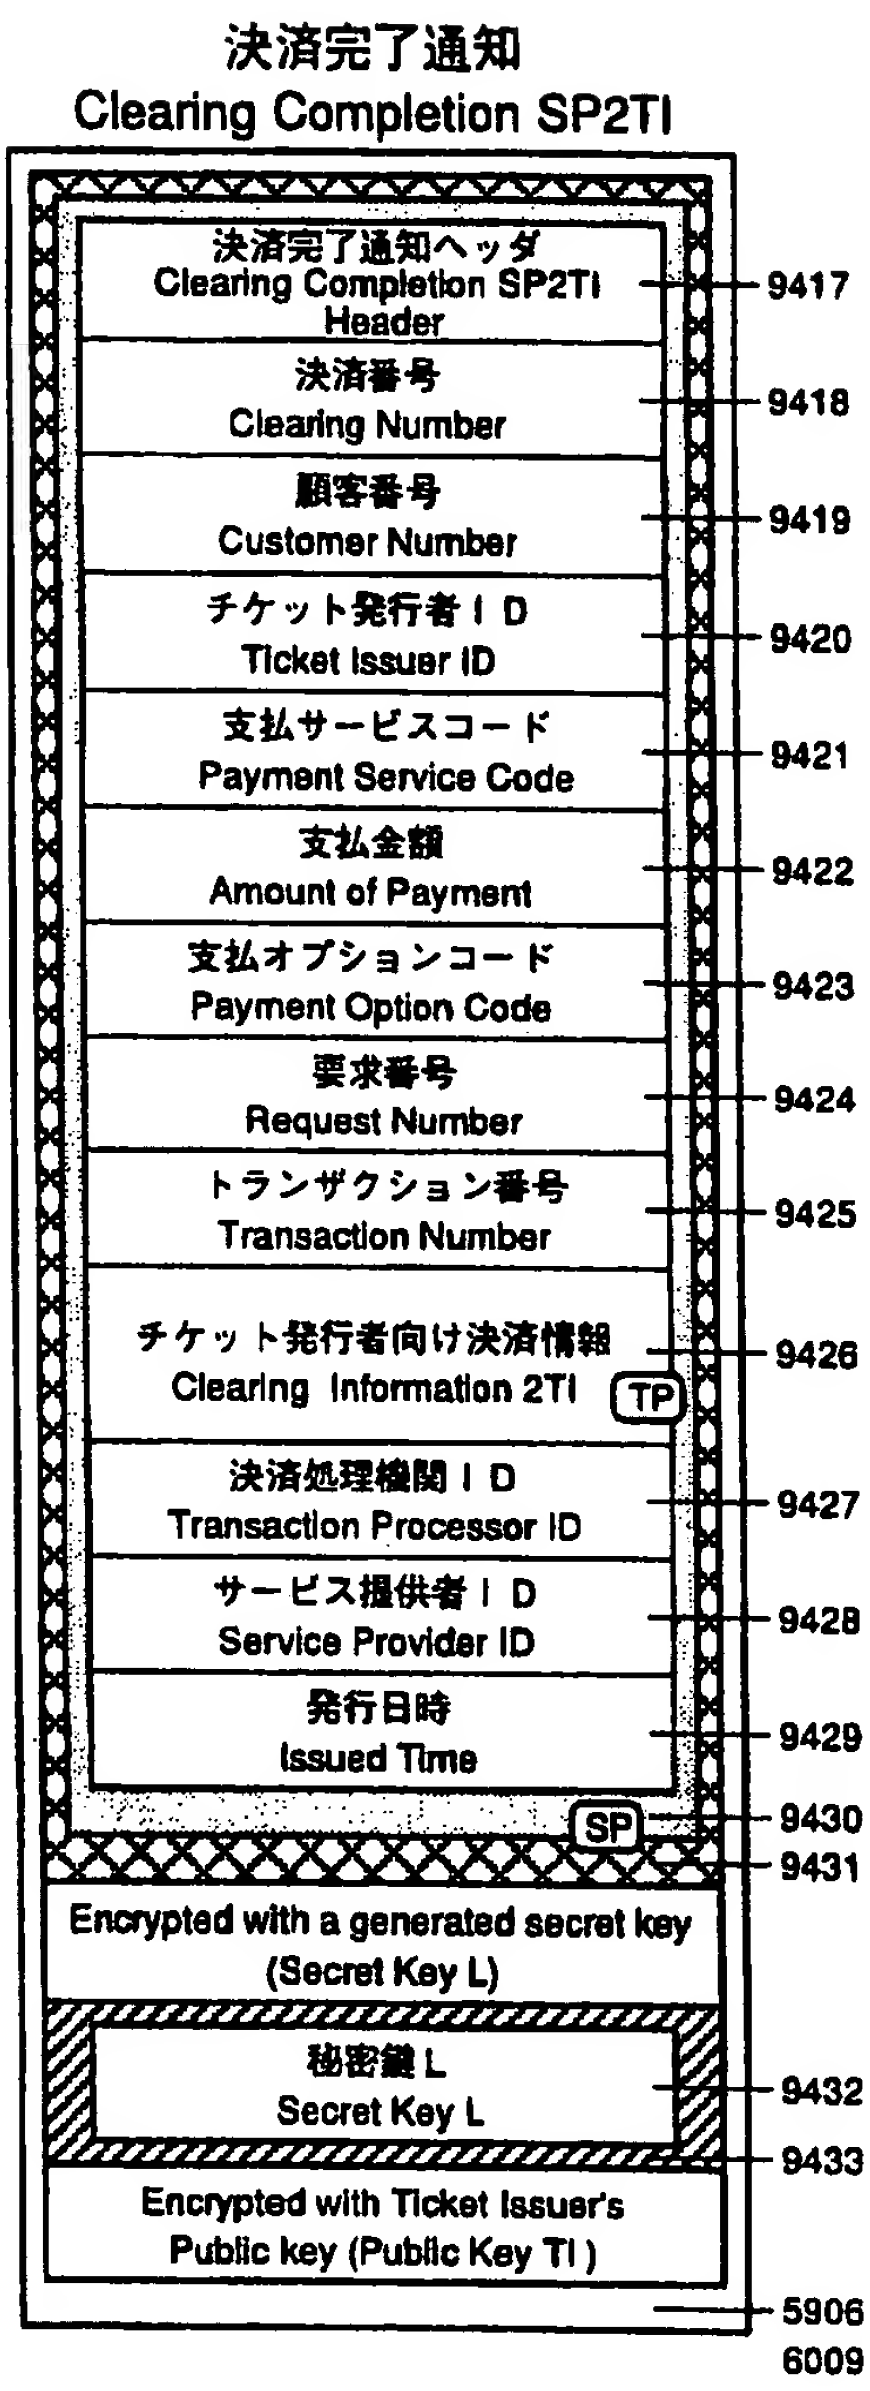 決済完了通知
Clearing Completion SP2TI
決済完了通知ヘッダ
Clearing Completion SP2TI
Header
9417
決済番号
Clearing Number
9418
顧客番号
Customer Number
9419
チケット発行者ID
Ticket Issuer ID
9420
支払サービスコード
Payment Service Code
9421
支払金額
Amount of Payment
9422
支払オプションコード
Payment Option Code
9423
要求番号
Request Number
9424
トランザクション番号
Transaction Number
9425
チケット発行者向け決済情報
Clearing Information 2TI
TP
9426
決済処理機関ID
Transaction Processor ID
9427
サービス提供者ID
Service Provider ID
9428
発行日時
Issued Time
9429
SP
9430
9431
Encrypted with a generated secret key
(Secret Key L)
秘密鍵L
Secret Key L
9432
9433
Encrypted with Ticket Issuer's
Public key (Public Key TI )
5906
6009